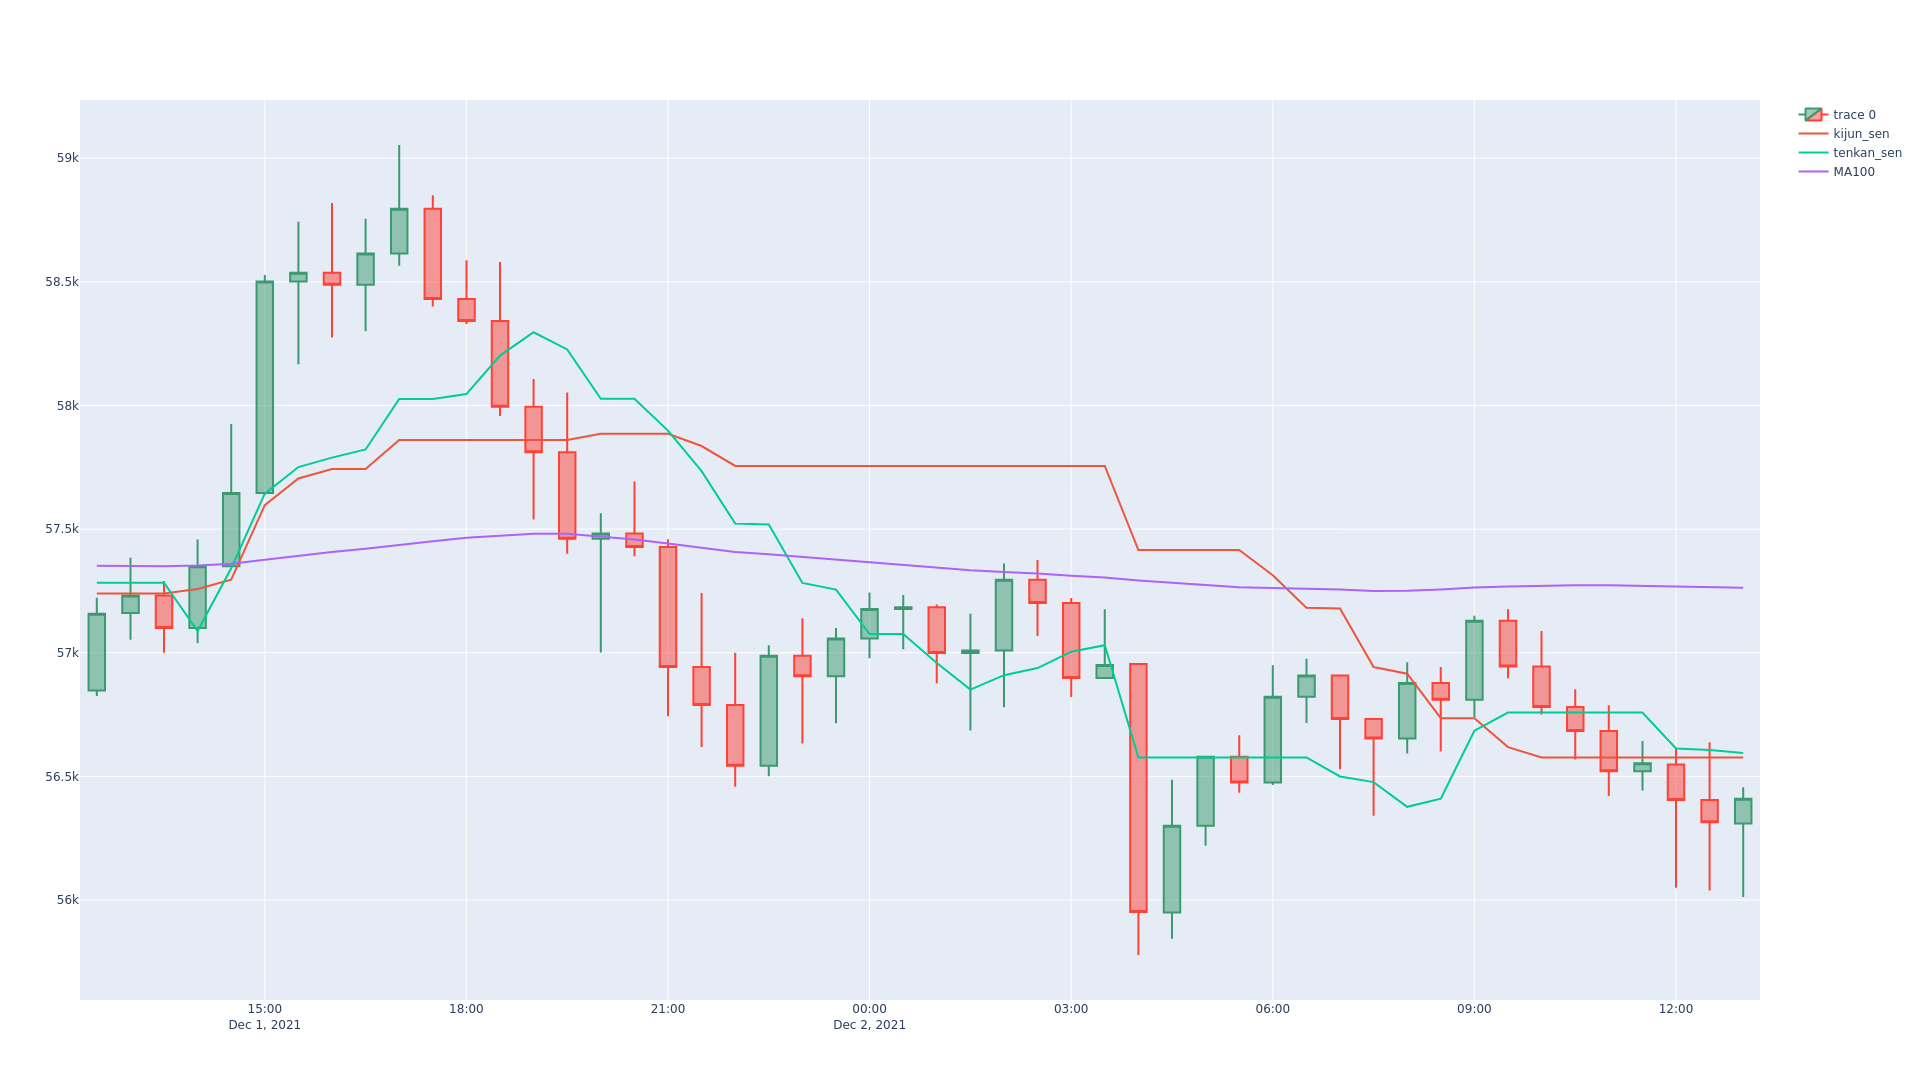 trace 0
kijun_sen
tenkan_sen
MA100
59k
58.5k
58k
57.5k
57k
56.5k
56k
15:00 18:00 21:00 00:00 03:00 06:00 09:00 12:00
Dec 1, 2021 Dec 2, 2021